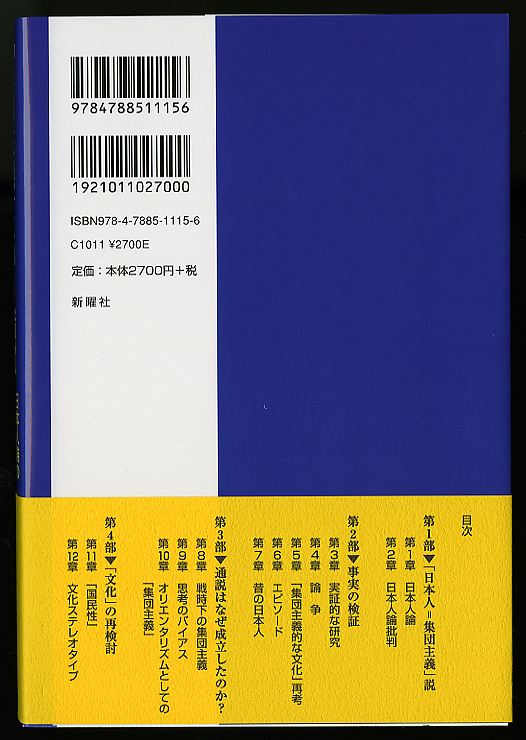 9784788511156
1921011027000
ISBN978-4-7885-1115-6
C1011 ¥2700E
定価：本体2700円＋税
新曜社
目次
第1部▼「日本人＝集団主義」説
第1章 日本人論
第2章 日本人論批判
第2部▼事実の検証
第3章 実証的な研究
第4章 論 争
第5章 「集団主義的な文化」再考
第6章 エピソード
第7章 昔の日本人
第3部▼通説はなぜ成立したのか？
第8章 戦時下の集団主義
第9章 思考のバイアス
第10章 オリエンタリズムとしての
「集団主義」
第4部▼「文化」の再検討
第11章 「国民性」
第12章 文化ステレオタイプ